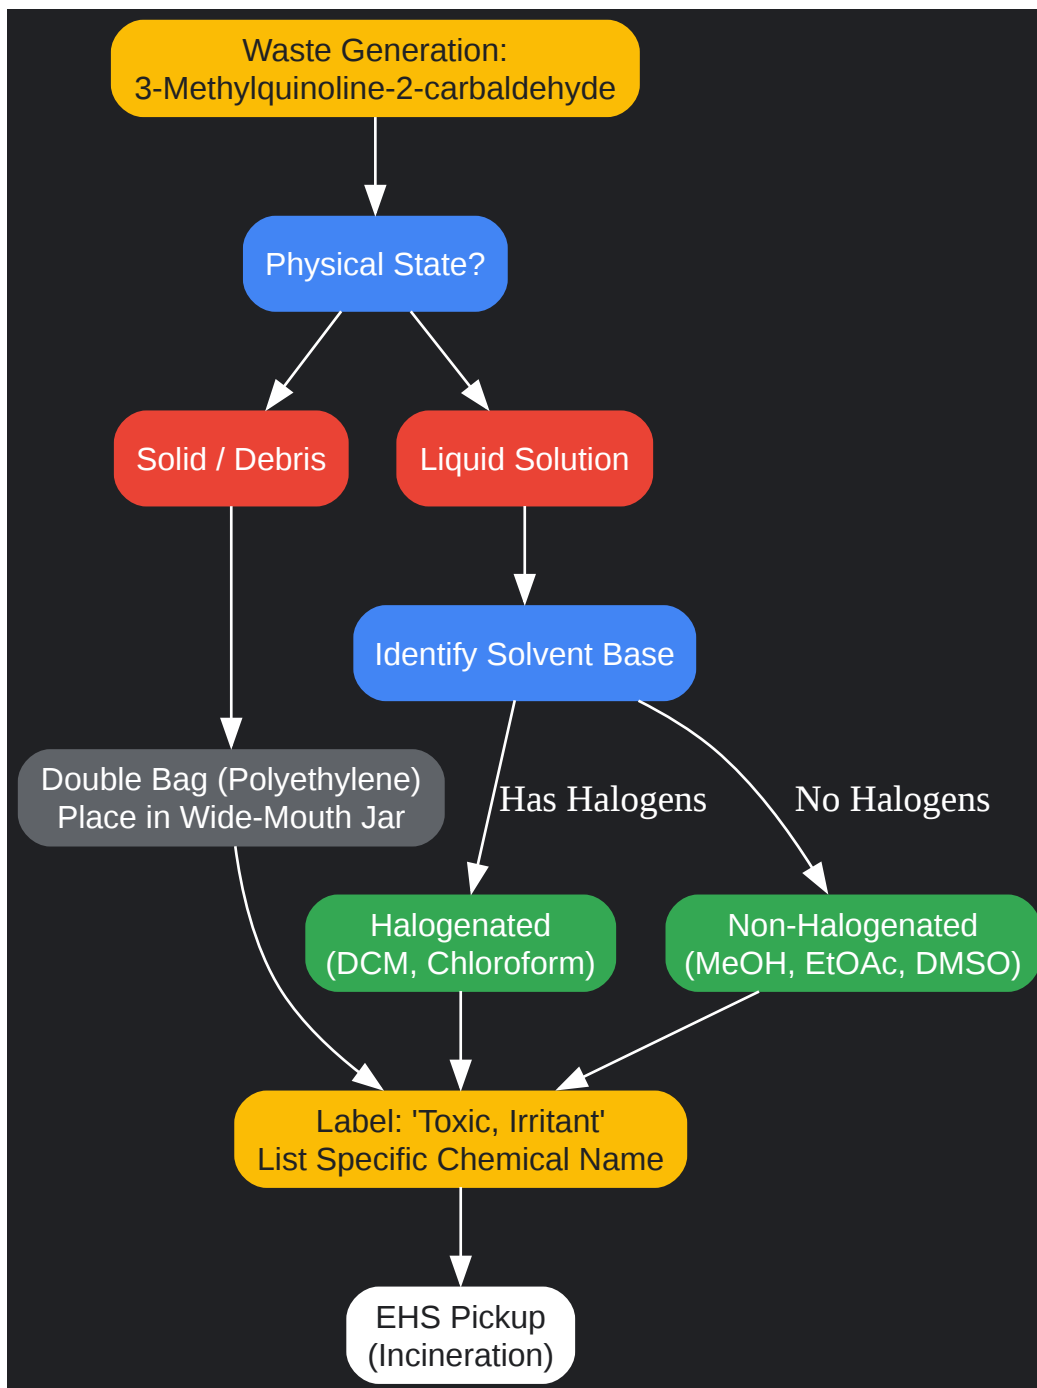 Waste Generation:
3-Methylquinoline-2-carbaldehyde
Physical State?
Solid / Debris
Liquid Solution
Identify Solvent Base
Double Bag (Polyethylene)
Place in Wide-Mouth Jar
Has Halogens
No Halogens
Halogenated
(DCM, Chloroform)
Non-Halogenated
(MeOH, EtOAc, DMSO)
Label: 'Toxic, Irritant'
List Specific Chemical Name
EHS Pickup
(Incineration)